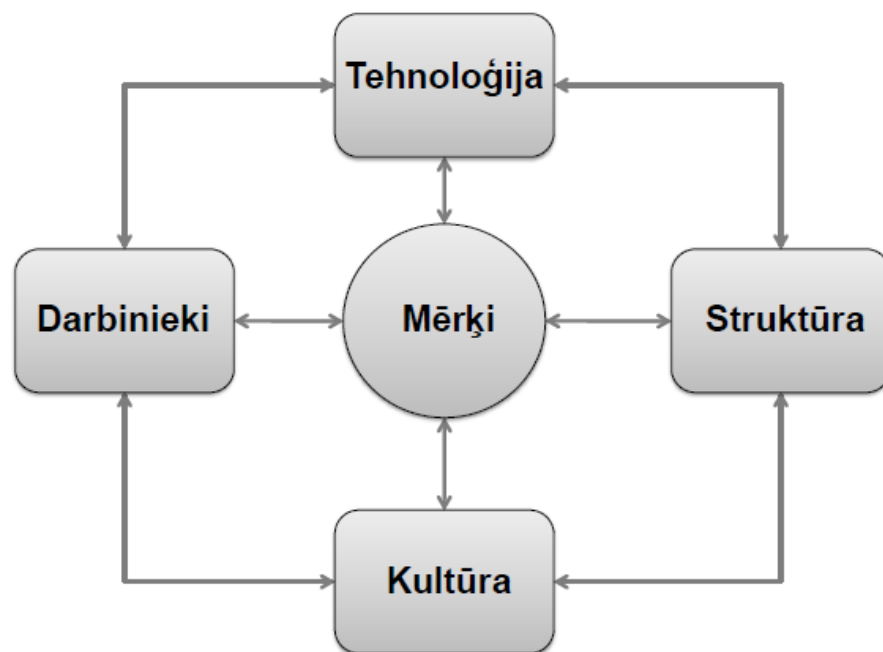 Tehnoloģija
Darbinieki
Mērķi
Struktūra
Kultūra